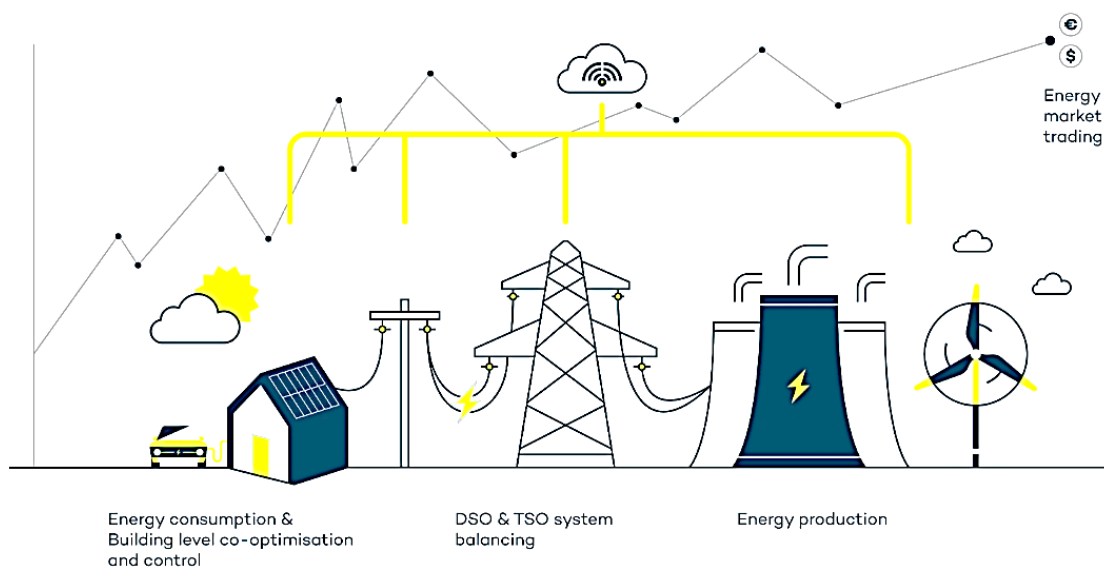 €
$
Energy
market
trading
Energy consumption &
Building level co-optimisation
and control
DSO & TSO system
balancing
Energy production